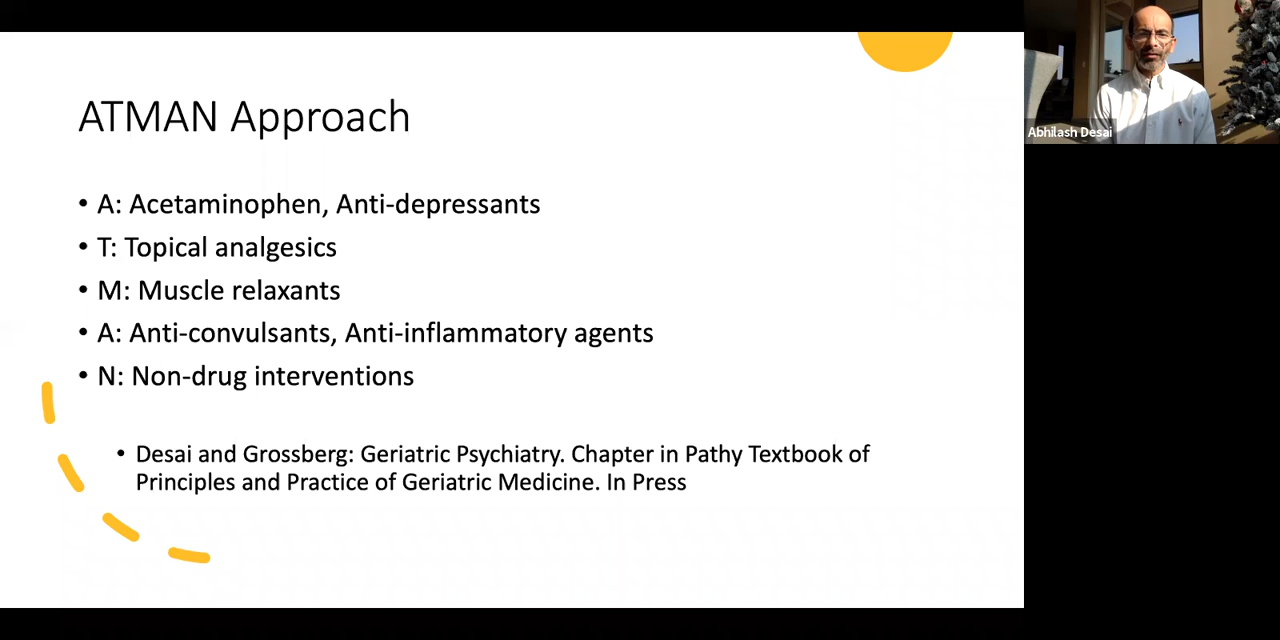 ATMAN Approach
• A: Acetaminophen, Anti-depressants
• T: Topical analgesics
• M: Muscle relaxants
• A: Anti-convulsants, Anti-inflammatory agents
• N: Non-drug interventions
• Desai and Grossberg: Geriatric Psychiatry. Chapter in Pathy Textbook of
Principles and Practice of Geriatric Medicine. In Press
Abhilash Desai